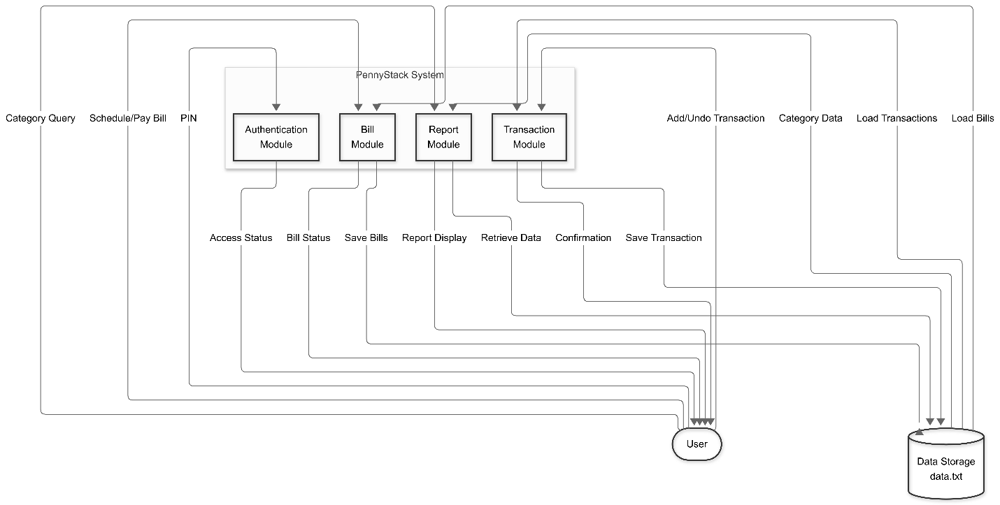 PennyStack System
Category Query
Schedule/Pay Bill
PIN
Add/Undo Transaction
Category Data
Load Transactions
Load Bills
Authentication
Module
Bill
Module
Report
Module
Transaction
Module
Access Status
Bill Status
Save Bills
Report Display
Retrieve Data
Confirmation
Save Transaction
User
Data Storage
data.txt